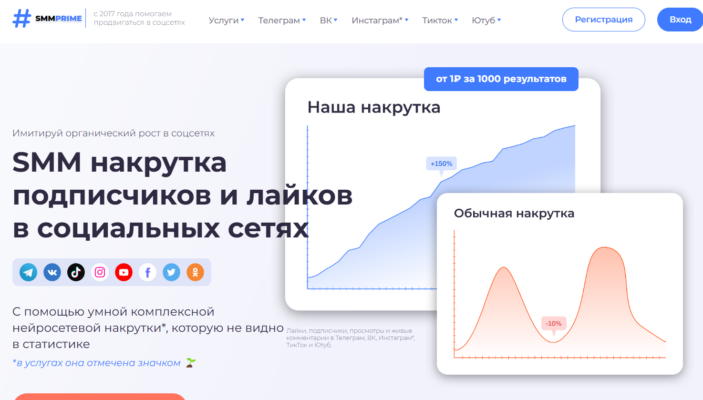 SMMPRIME
с 2017 года помогаем
продвигаться в соцсетях
Услуги
Телеграм
ВК
Инстаграм*
Тикток
Ютуб
Регистрация
Вход
от 1₽ за 1000 результатов
Наша накрутка
+150%
Имитируй органический рост в соцсетях
SMM накрутка
подписчиков и лайков
в социальных сетях
Обычная накрутка
-10%
С помощью умной комплексной
нейросетевой накрутки*, которую не видно
в статистике
*в услугах она отмечена значком
Лайки, подписчики, просмотры и живые
комментарии в Телеграм, ВК, Инстаграм*,
ТикТок и Ютуб.